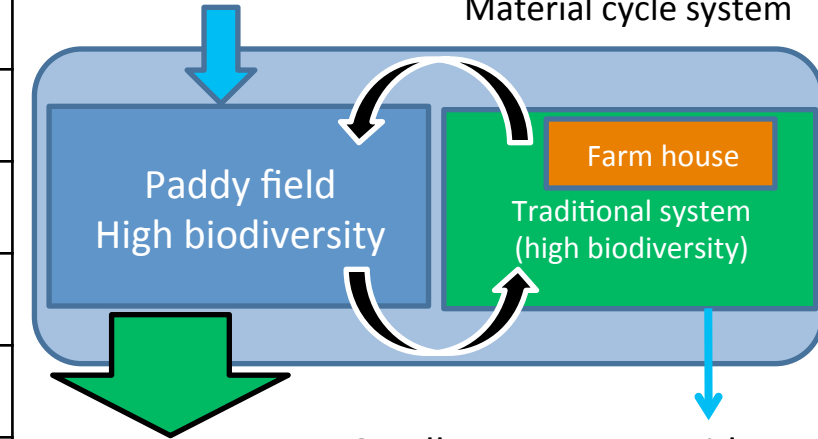 Material cycle system
Paddy field
High biodiversity
Farm house
Traditional system
(high biodiversity)